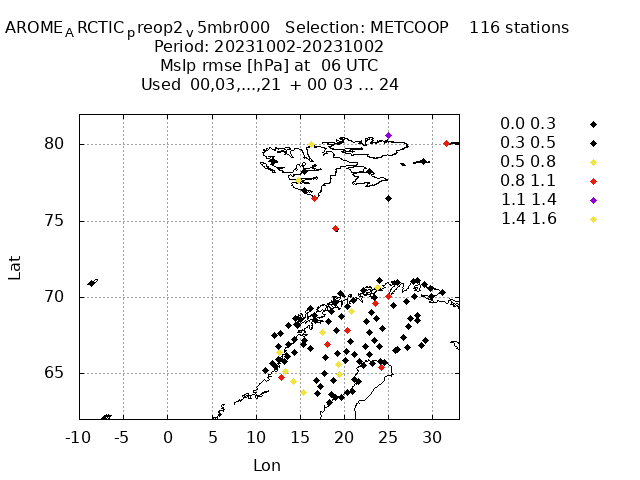 AROME_A RCTIC_p reop2_v 5mbr000 Selection: METCOOP 116 stations
Period: 20231002-20231002
Mslp rmse [hPa] at 06 UTC
Used 00,03,...,21 + 00 03 ... 24
0.0 0.3
0.3 0.5
0.5 0.8
0.8 1.1
1.1 1.4
1.4 1.6
80
75
70
65
Lat
-10 -5 0 5 10 15 20 25 30
Lon